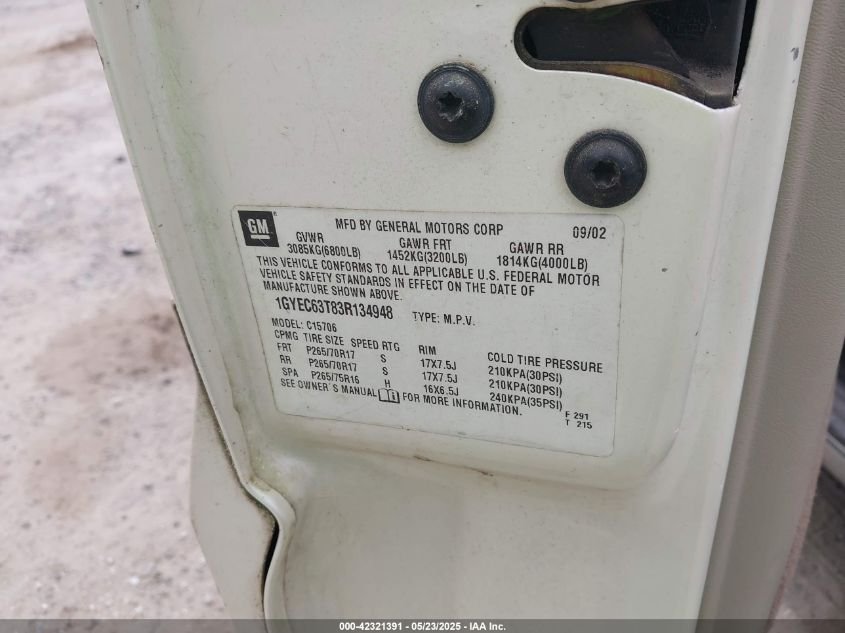 GM
MFD BY GENERAL MOTORS CORP 09/02
GVWR GAWR FRT GAWR RR
3085KG(6800LB) 1452KG(3200LB) 1814KG(4000LB)
THIS VEHICLE CONFORMS TO ALL APPLICABLE U.S. FEDERAL MOTOR
VEHICLE SAFETY STANDARDS IN EFFECT ON THE DATE OF
MANUFACTURE SHOWN ABOVE.
1GYEC63T83R134948 TYPE: M.P.V.
MODEL: C15706
CPMG TIRE SIZE SPEED RTG RIM COLD TIRE PRESSURE
FRT P265/70R17 S 17X7.5J 210KPA(30PSI)
RR P265/70R17 S 17X7.5J 210KPA(30PSI)
SPA P265/75R16 H 16X6.5J 240KPA(35PSI)
SEE OWNER'S MANUAL FOR MORE INFORMATION.
F 291
T 215
000-42321391 - 05/23/2025 - IAA Inc.